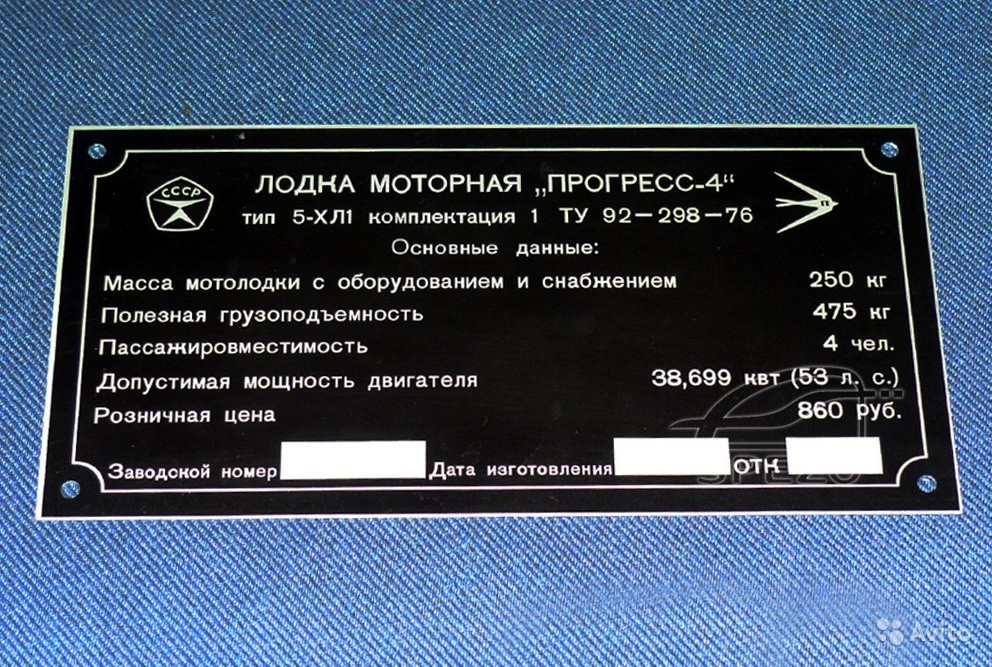 СССР
ЛОДКА МОТОРНАЯ „ПРОГРЕСС-4“
тип 5-ХЛ1 комплектация 1 ТУ 92-298-76
Основные данные:
Масса мотолодки с оборудованием и снабжением 250 кг
Полезная грузоподъемность 475 кг
Пассажировместимость 4 чел.
Допустимая мощность двигателя 38,699 квт (53 л. с.)
Розничная цена 860 руб.
Заводской номер Дата изготовления ОТК
SPEZU
Avito